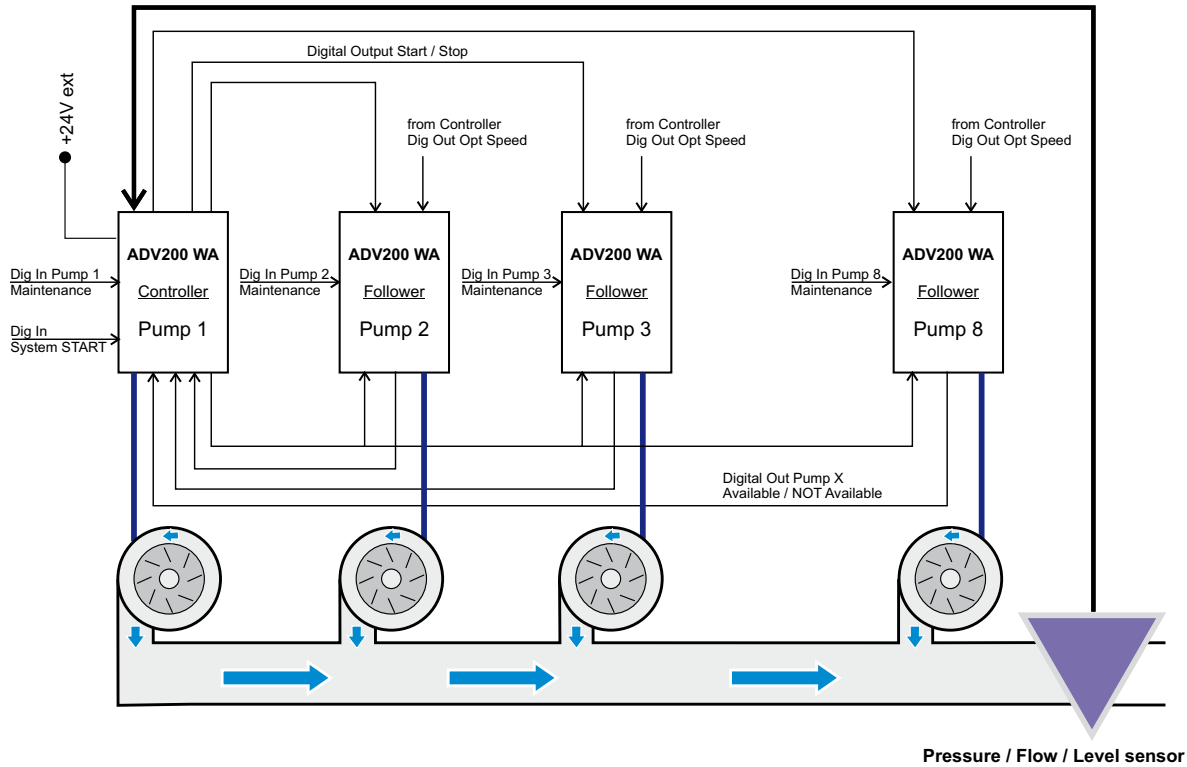 Digital Output Start / Stop
+24V ext
from Controller
Dig Out Opt Speed
from Controller
Dig Out Opt Speed
from Controller
Dig Out Opt Speed
ADV200 WA
Controller
Pump 1
ADV200 WA
Follower
Pump 2
ADV200 WA
Follower
Pump 3
ADV200 WA
Follower
Pump 8
Dig In Pump 1
Maintenance
Dig In Pump 2
Maintenance
Dig In Pump 3
Maintenance
Dig In Pump 8
Maintenance
Dig In
System START
Digital Out Pump X
Available / NOT Available
Pressure / Flow / Level sensor